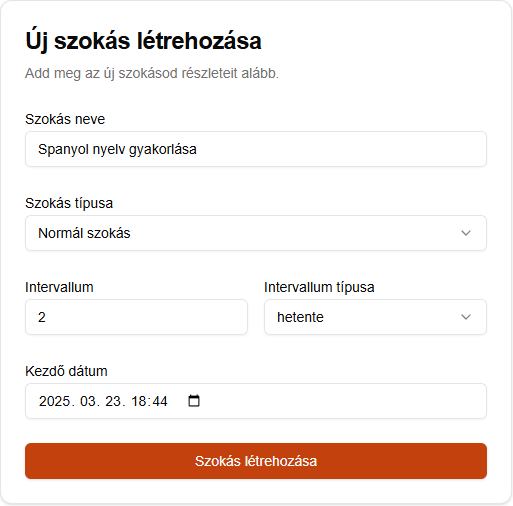 Új szokás létrehozása
Add meg az új szokásod részleteit alább.
Szokás neve
Spanyol nyelv gyakorlása
Szokás típusa
Normál szokás
Intervallum
Intervallum típusa
2
hetente
Kezdő dátum
2025. 03. 23. 18:44
Szokás létrehozása